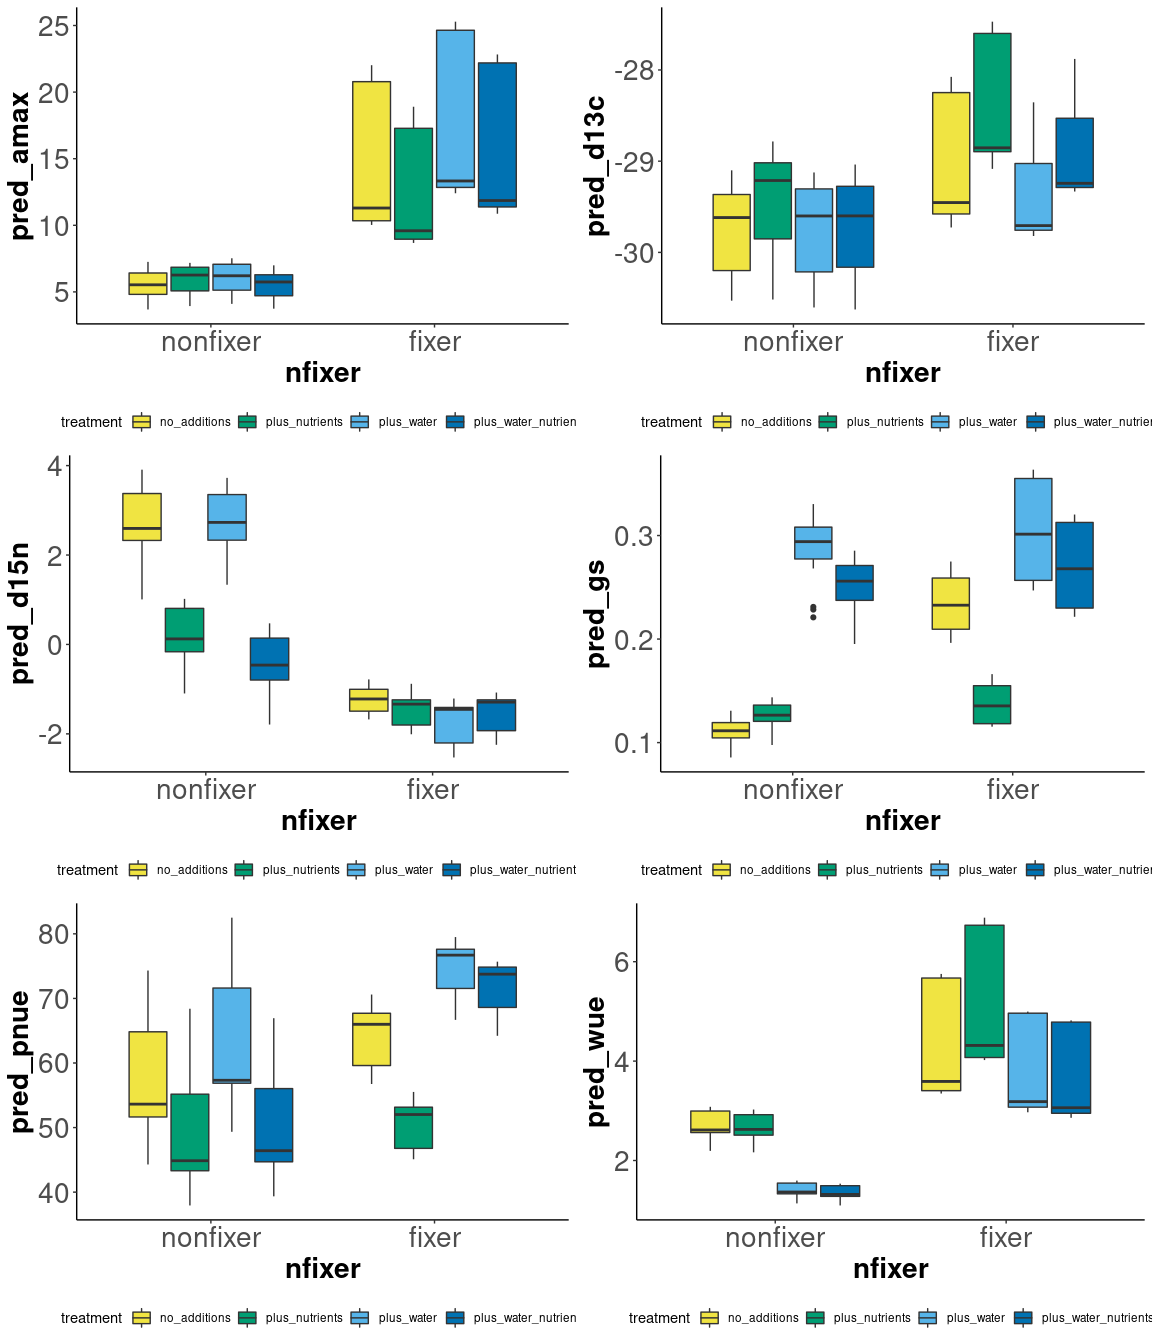 25
20
15
10
5
pred_amax
nonfixer fixer
nfixer
treatment no_additions plus_nutrients plus_water plus_water_nutrien
-28
-29
-30
pred_d13c
nonfixer fixer
nfixer
treatment no_additions plus_nutrients plus_water plus_water_nutrier
4
2
0
-2
pred_d15n
nonfixer fixer
nfixer
treatment no_additions plus_nutrients plus_water plus_water_nutrient
0.3
0.2
0.1
pred_gs
nonfixer fixer
nfixer
treatment no_additions plus_nutrients plus_water plus_water_nutrier
80
70
60
50
40
pred_pnue
nonfixer fixer
nfixer
treatment no_additions plus_nutrients plus_water plus_water_nutrien
6
4
2
pred_wue
nonfixer fixer
nfixer
treatment no_additions plus_nutrients plus_water plus_water_nutrients